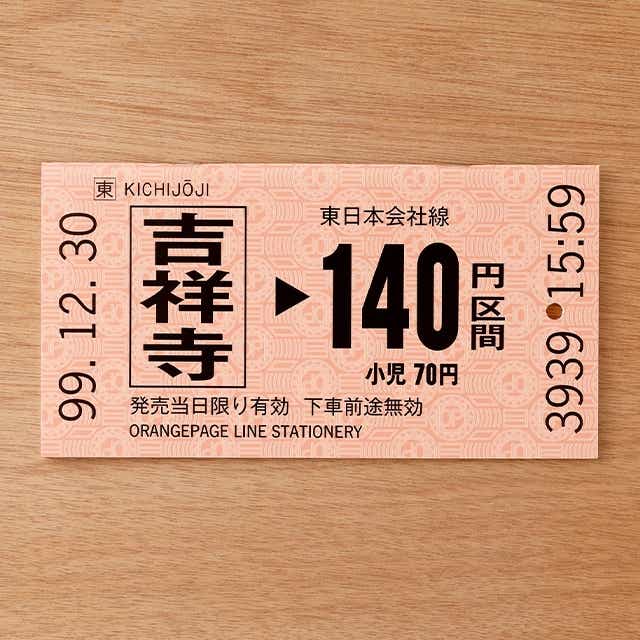 東 KICHIJŌJI
99.12.30
吉祥寺
東日本会社線
▶140円区間
小児 70円
発売当日限り有効 下車前途無効
ORANGEPAGE LINE STATIONERY
3939 • 15:59